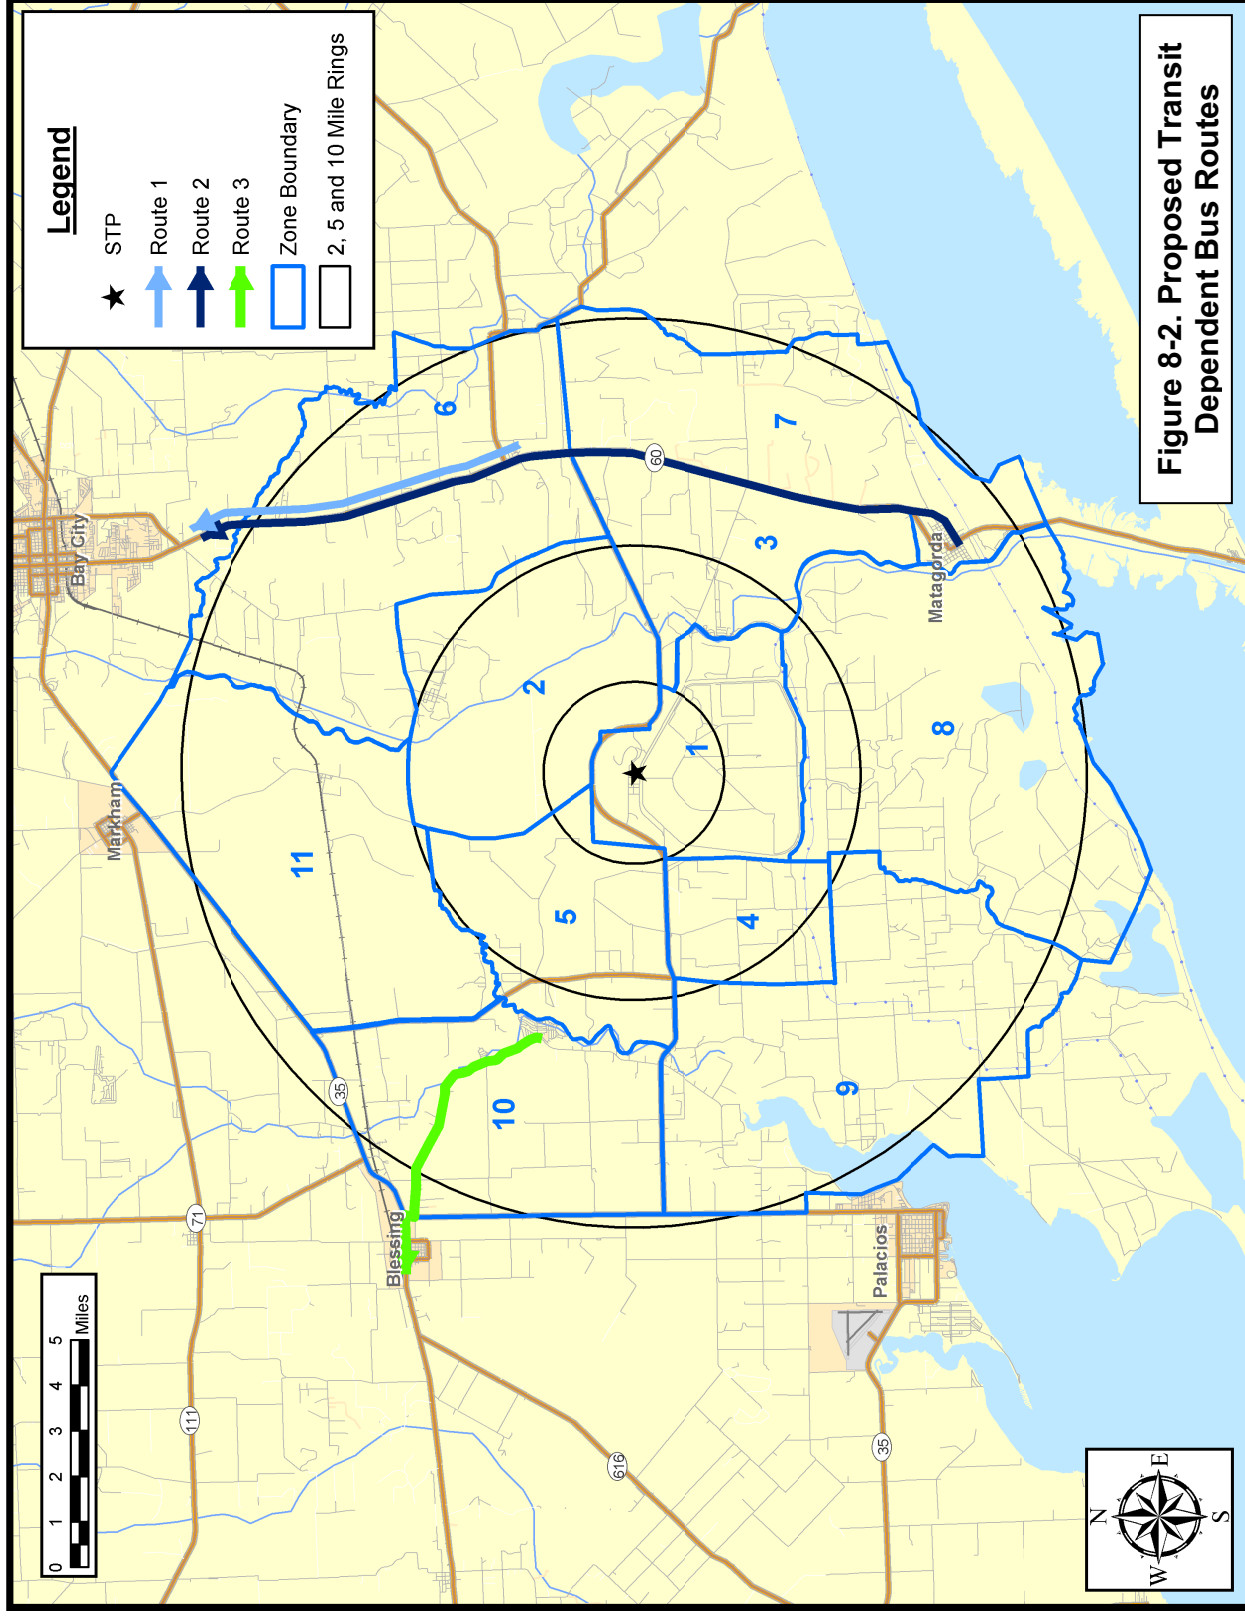 Legend
STP
Route 1
Route 2
Route 3
Zone Boundary
2, 5 and 10 Mile Rings
Bay City
Markham
Blessing
Palacios
Matagorda
1
2
3
4
5
6
7
8
9
10
11
60
35
71
111
616
35
0 1 2 3 4 5
Miles
N
E
S
W
Figure 8-2. Proposed Transit
Dependent Bus Routes